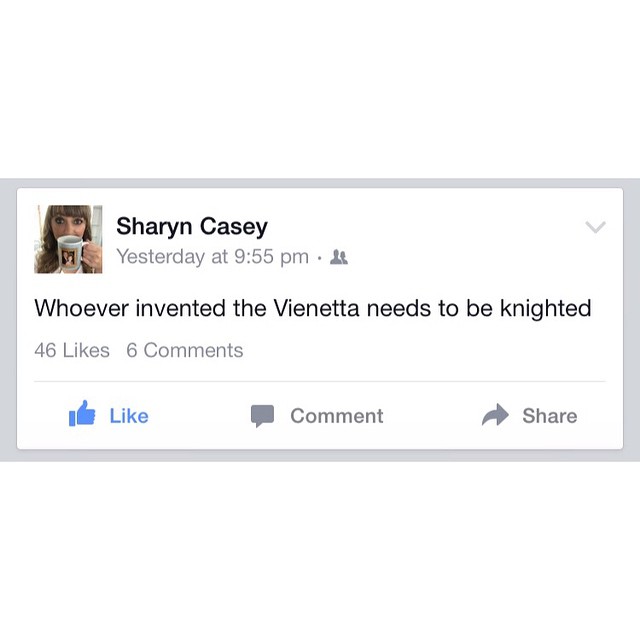 Sharyn Casey
Yesterday at 9:55 pm ·
Whoever invented the Vienetta needs to be knighted
46 Likes 6 Comments
Like Comment Share